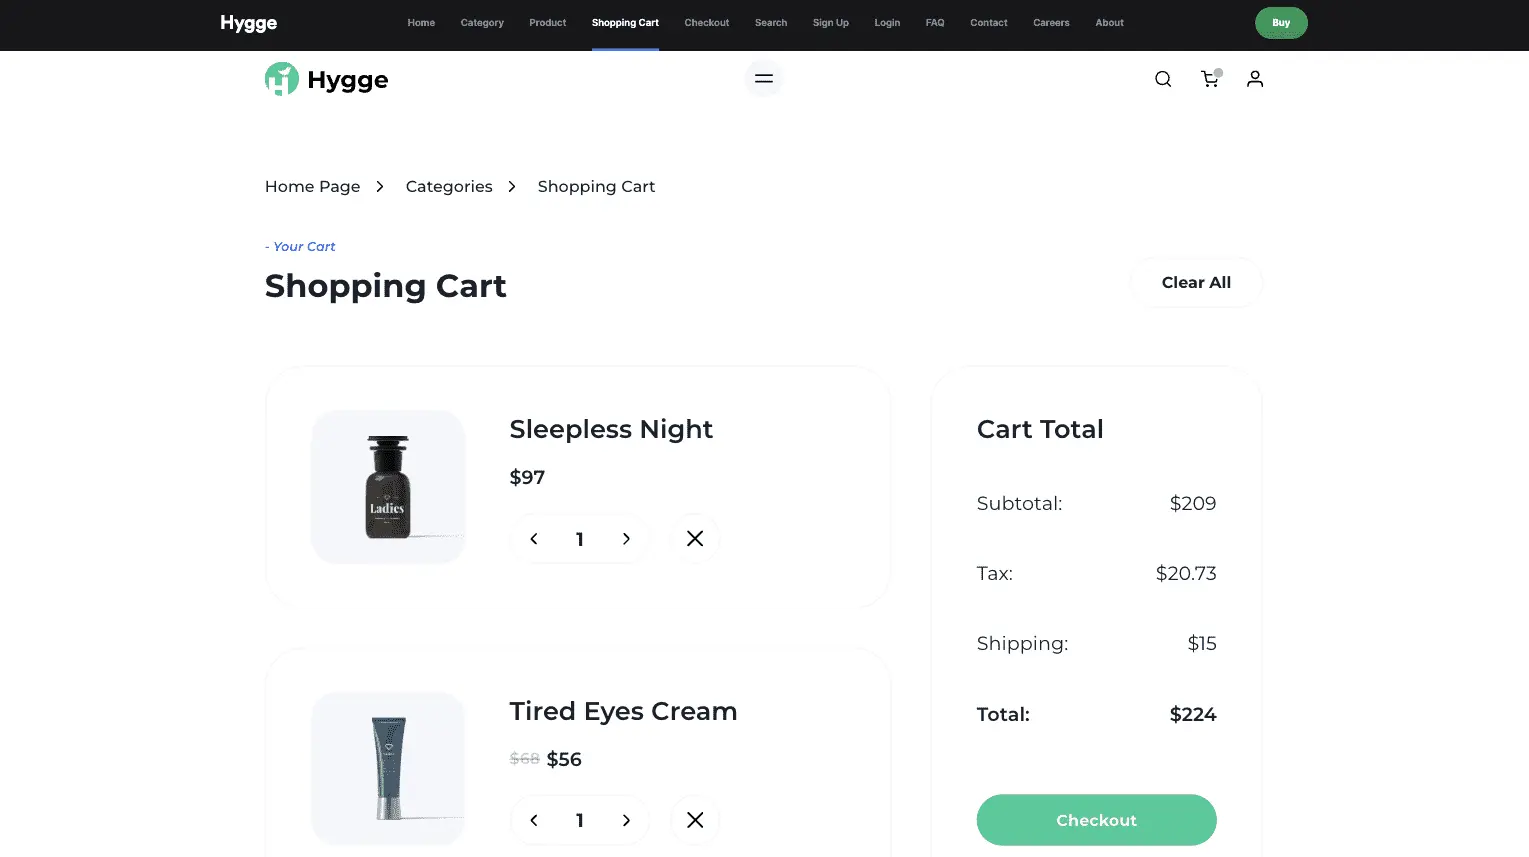 Hygge
Home Category Product Shopping Cart Checkout Search Sign Up Login FAQ Contact Careers About
Buy
Hygge
Home Page > Categories > Shopping Cart
- Your Cart
Shopping Cart
Clear All
Sleepless Night
$97
1
Ladies
Tired Eyes Cream
$68 $56
1
Cart Total
Subtotal: $209
Tax: $20.73
Shipping: $15
Total: $224
Checkout